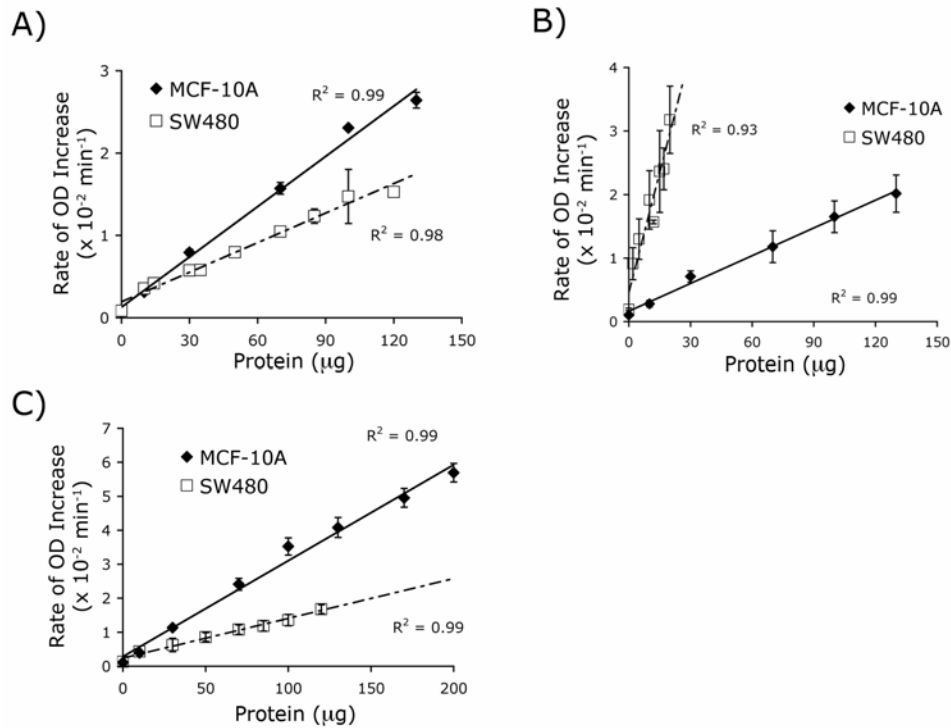 A)
Rate of OD Increase
(x 10⁻² min⁻¹)
3
2
1
0
MCF-10A
SW480
R² = 0.99
R² = 0.98
0 30 60 90 120 150
Protein (μg)
B)
Rate of OD Increase
(x 10⁻² min⁻¹)
4
3
2
1
0
R² = 0.93
MCF-10A
SW480
R² = 0.99
0 30 60 90 120 150
Protein (μg)
C)
Rate of OD Increase
(x 10⁻² min⁻¹)
7
6
5
4
3
2
1
0
R² = 0.99
MCF-10A
SW480
R² = 0.99
0 50 100 150 200
Protein (μg)